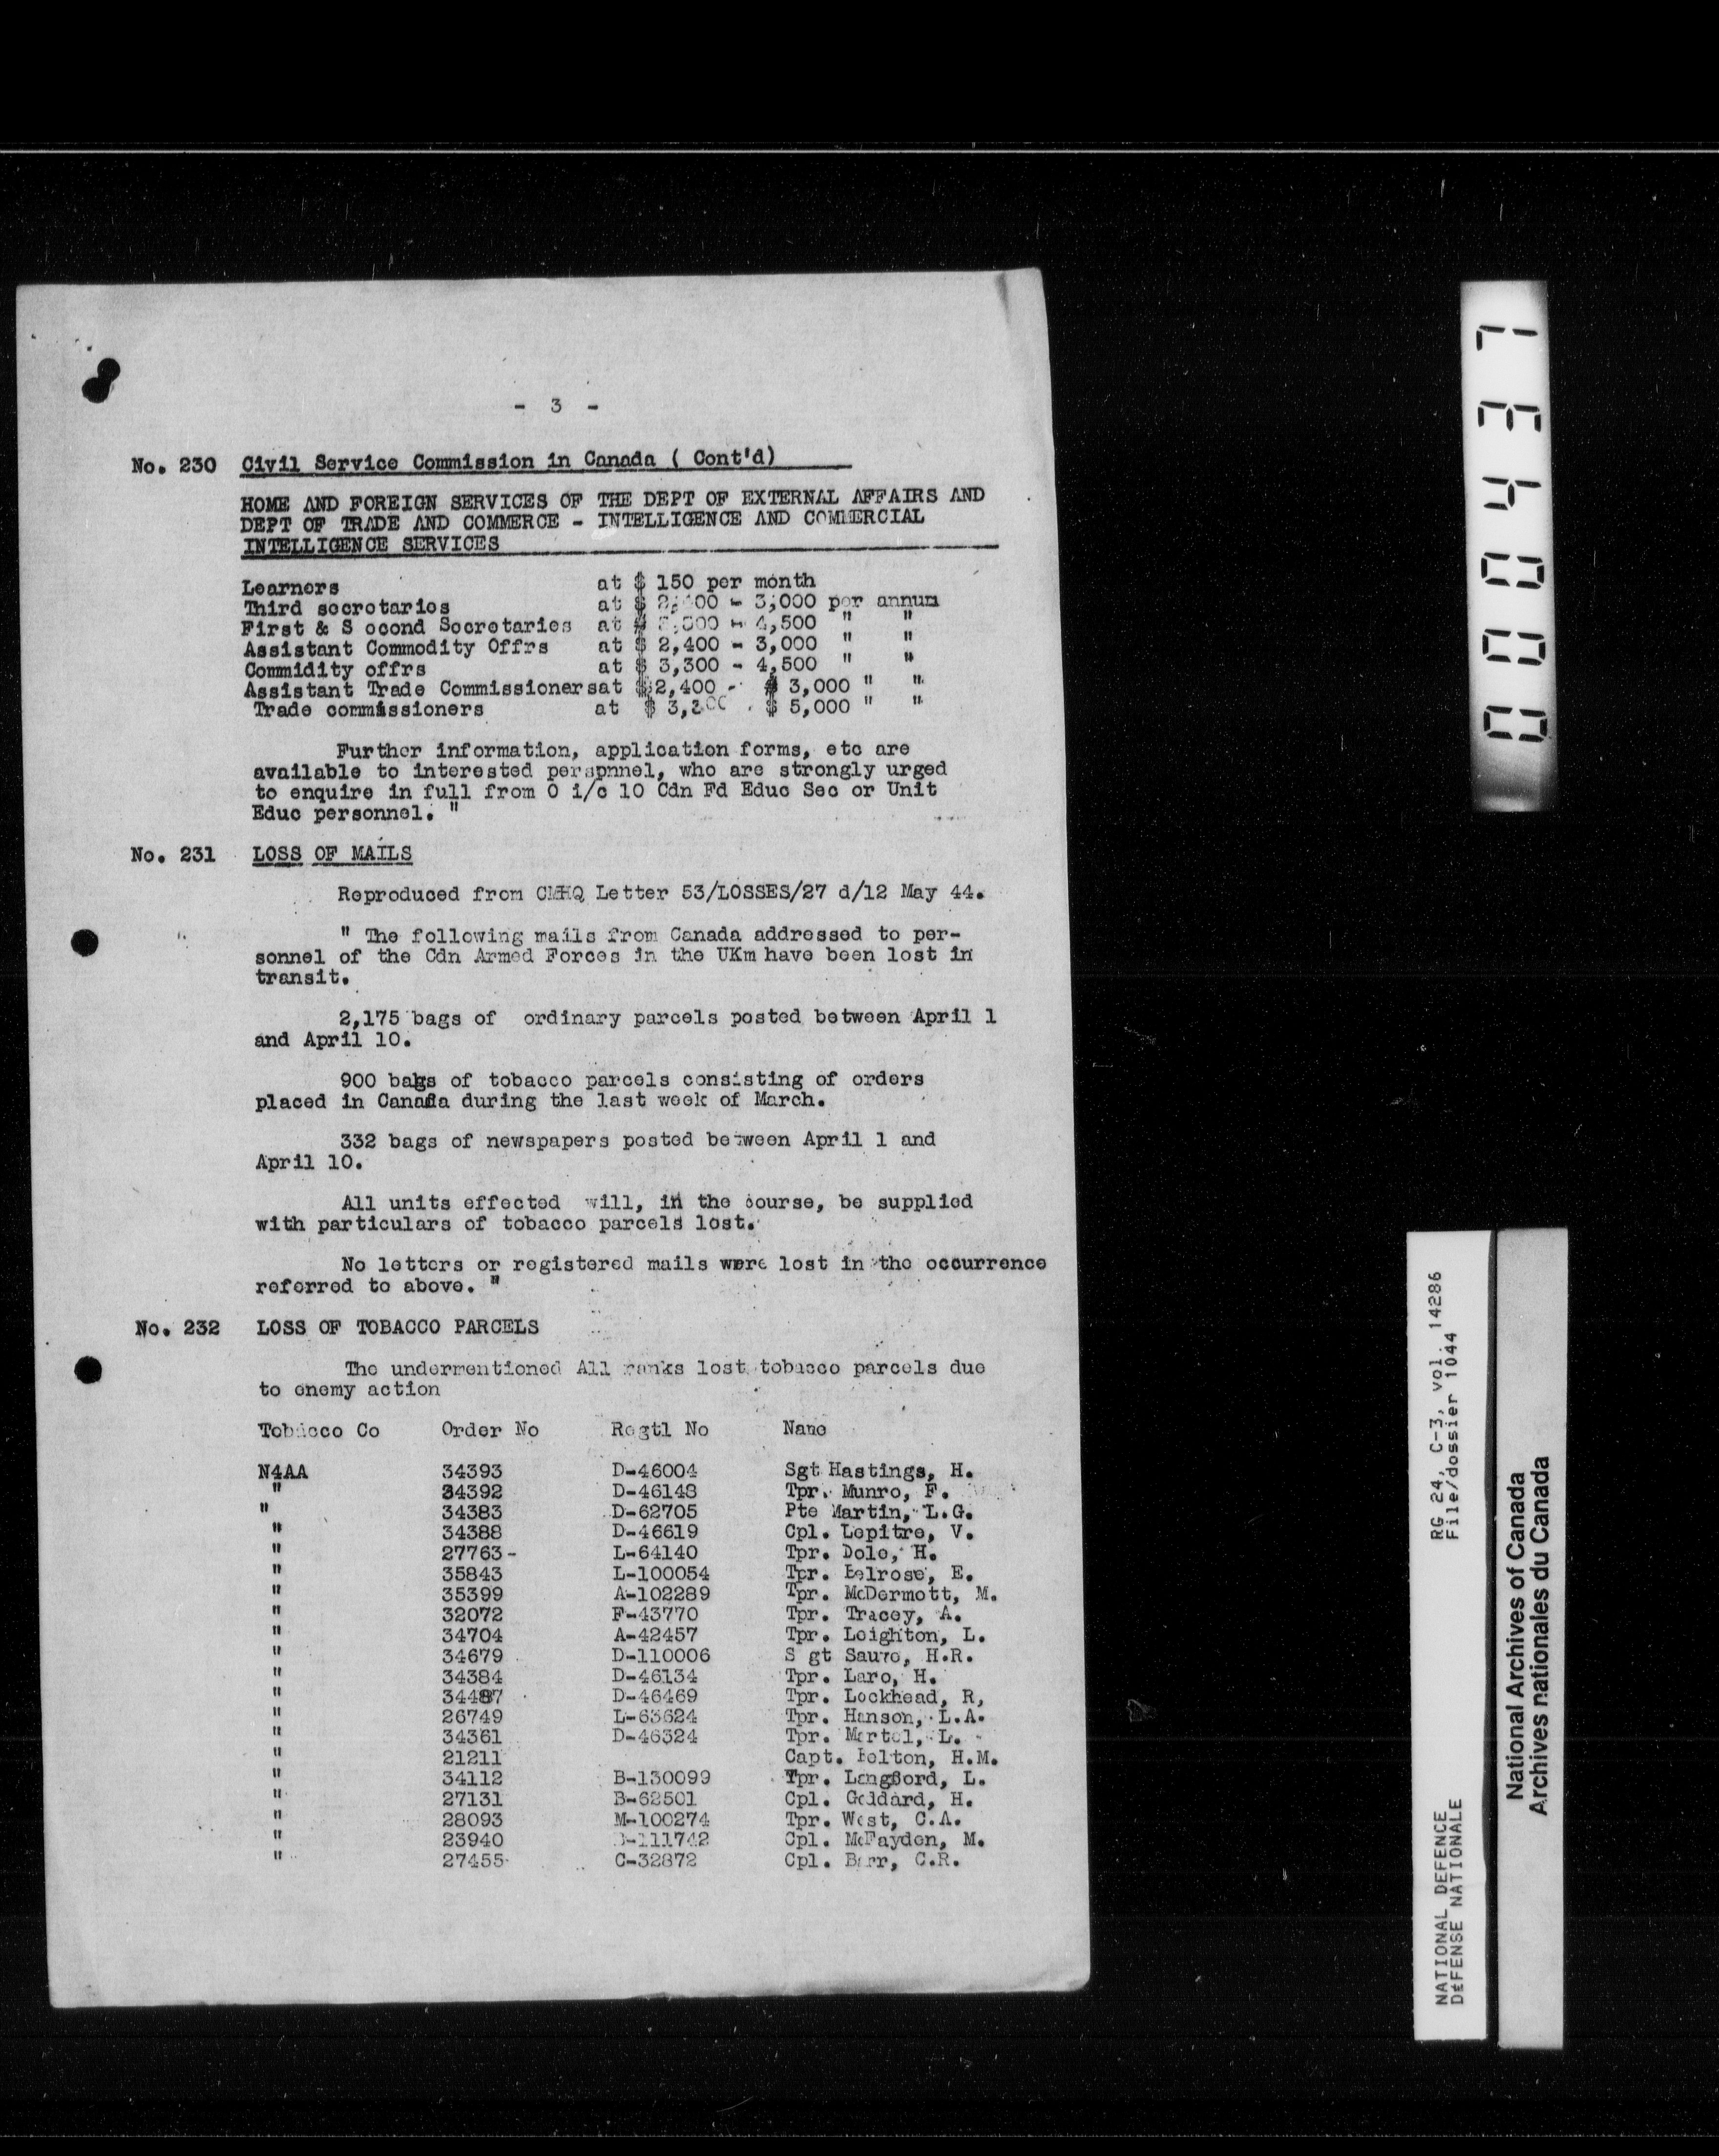 - 3 -
No. 230 Civil Service Commission in Canada ( Cont'd)
HOME AND FOREIGN SERVICES OF THE DEPT OF EXTERNAL AFFAIRS AND
DEPT OF TRADE AND COMMERCE - INTELLIGENCE AND COMMERCIAL
INTELLIGENCE SERVICES
Learners at $ 150 per month
Third secretaries at $ - 3,000 per annum
First & S econd Secretaries at $ - 4,500 " "
Assistant Commodity Offrs at $ 2,400 - 3,000 " "
Commidity offrs at $ 3,300 - 4,500 " "
Assistant Trade Commissionersat $ 2,400 - $ 3,000 " "
Trade commissioners at $ $ 5,000 " "
Further information, application forms, etc are
available to interested perspnnel, who are strongly urged
to enquire in full from O i/c 10 Cdn Fd Educ Sec or Unit
Educ personnel. "
No. 231 LOSS OF MAILS
Reproduced from CMHQ Letter 53/LOSSES/27 d/12 May 44.
" The following mails from Canada addressed to per-
sonnel of the Cdn Armed Forces in the UKm have been lost in
transit.
2,175 bags of ordinary parcels posted between April 1
and April 10.
900 bags of tobacco parcels consisting of orders
placed in Canada during the last week of March.
332 bags of newspapers posted between April 1 and
April 10.
All units effected will, in the course, be supplied
with particulars of tobacco parcels lost.
No letters or registered mails were lost in the occurrence
referred to above. "
No. 232 LOSS OF TOBACCO PARCELS
The undermentioned All ranks lost tobacco parcels due
to enemy action
Tobacco Co Order No Regtl No Name
N4AA 34393 D-46004 Sgt Hastings, H.
" 34392 D-46148 Tpr. Munro, F.
" 34383 D-62705 Pte Martin, L.G.
" 34388 D-46619 Cpl. Lepitre, V.
" 27763- L-64140 Tpr. Dole, H.
" 35843 L-100054 Tpr. Belrose, E.
" 35399 A-102289 Tpr. McDermott, M.
" 32072 F-43770 Tpr. Tracey, A.
" 34704 A-42457 Tpr. Leighton, L.
" 34679 D-110006 S gt Sauve, H.R.
" 34384 D-46134 Tpr. Laro, H.
" 34487 D-46469 Tpr. Lockhead, R,
" 26749 L-63624 Tpr. Hanson, L.A.
" 34361 D-46324 Tpr. Martel, L.
" 21211 Capt. Bolton, H.M.
" 34112 B-130099 Tpr. Langford, L.
" 27131 B-62501 Cpl. Goddard, H.
" 28093 M-100274 Tpr. West, C.A.
" 23940 Cpl. McFayden, M.
" 27455 C-32872 Cpl. Barr, C.R.
000437
NATIONAL DEFENCE RG 24, C-3, vol. 14286
DÉFENSE NATIONALE File/dossier 1044
National Archives of Canada
Archives nationales du Canada